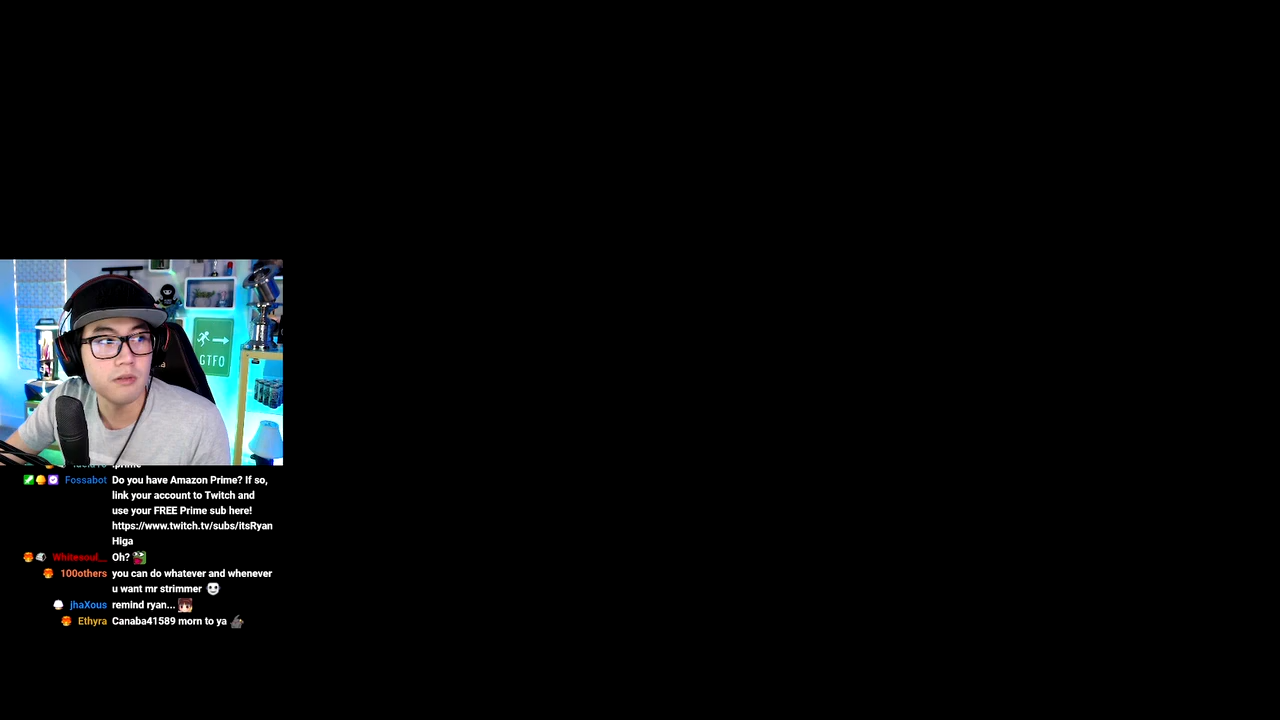 GTFO
!prime
Fossabot Do you have Amazon Prime? If so,
link your account to Twitch and
use your FREE Prime sub here!
https://www.twitch.tv/subs/itsRyan
Higa
Whitesoul__ Oh?
100others you can do whatever and whenever
u want mr strimmer
jhaXous remind ryan...
Ethyra Canaba41589 morn to ya